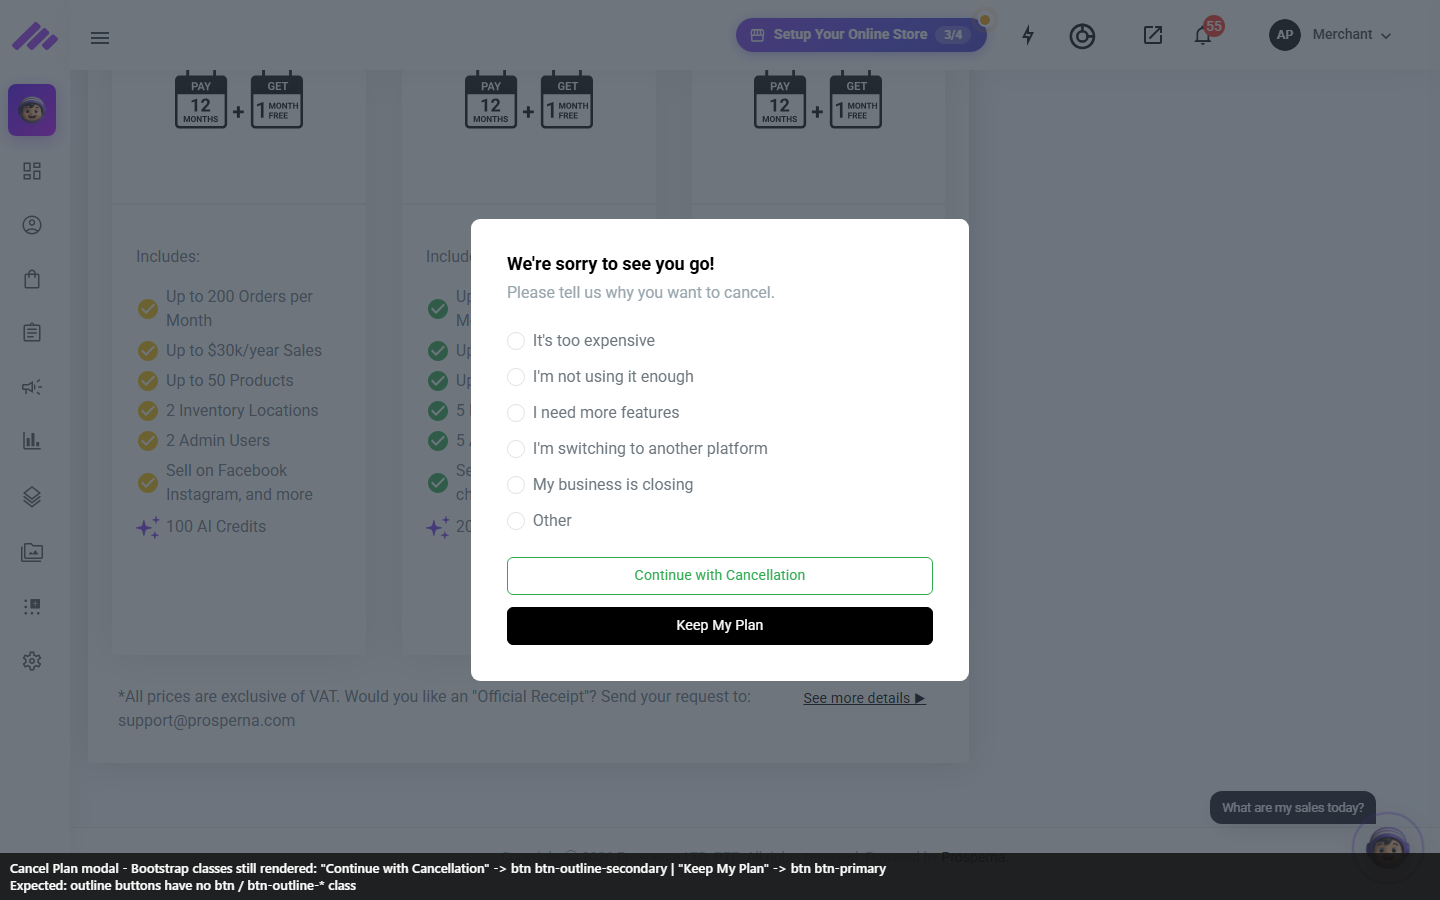 Setup Your Online Store 3/4
55
AP Merchant
PAY 12 MONTHS + GET 1 MONTH FREE
PAY 12 MONTHS + GET 1 MONTH FREE
PAY 12 MONTHS + GET 1 MONTH FREE
Includes:
Up to 200 Orders per
Month
Up to $30k/year Sales
Up to 50 Products
2 Inventory Locations
2 Admin Users
Sell on Facebook
Instagram, and more
100 AI Credits
We're sorry to see you go!
Please tell us why you want to cancel.
It's too expensive
I'm not using it enough
I need more features
I'm switching to another platform
My business is closing
Other
Continue with Cancellation
Keep My Plan
*All prices are exclusive of VAT. Would you like an "Official Receipt"? Send your request to:
support@prosperna.com
See more details ▶
What are my sales today?
Cancel Plan modal - Bootstrap classes still rendered: "Continue with Cancellation" -> btn btn-outline-secondary | "Keep My Plan" -> btn btn-primary
Expected: outline buttons have no btn / btn-outline-* class